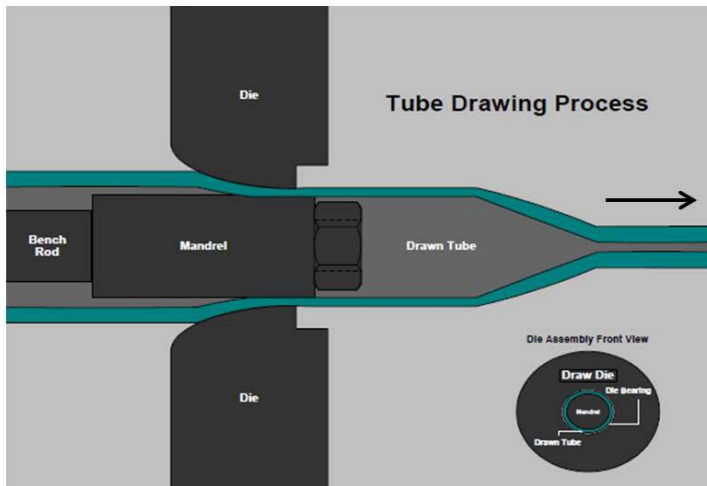 Die
Tube Drawing Process
Bench
Rod
Mandrel
Drawn Tube
Die
Die Assembly Front View
Draw Die
Die Bearing
Mandrel
Drawn Tube